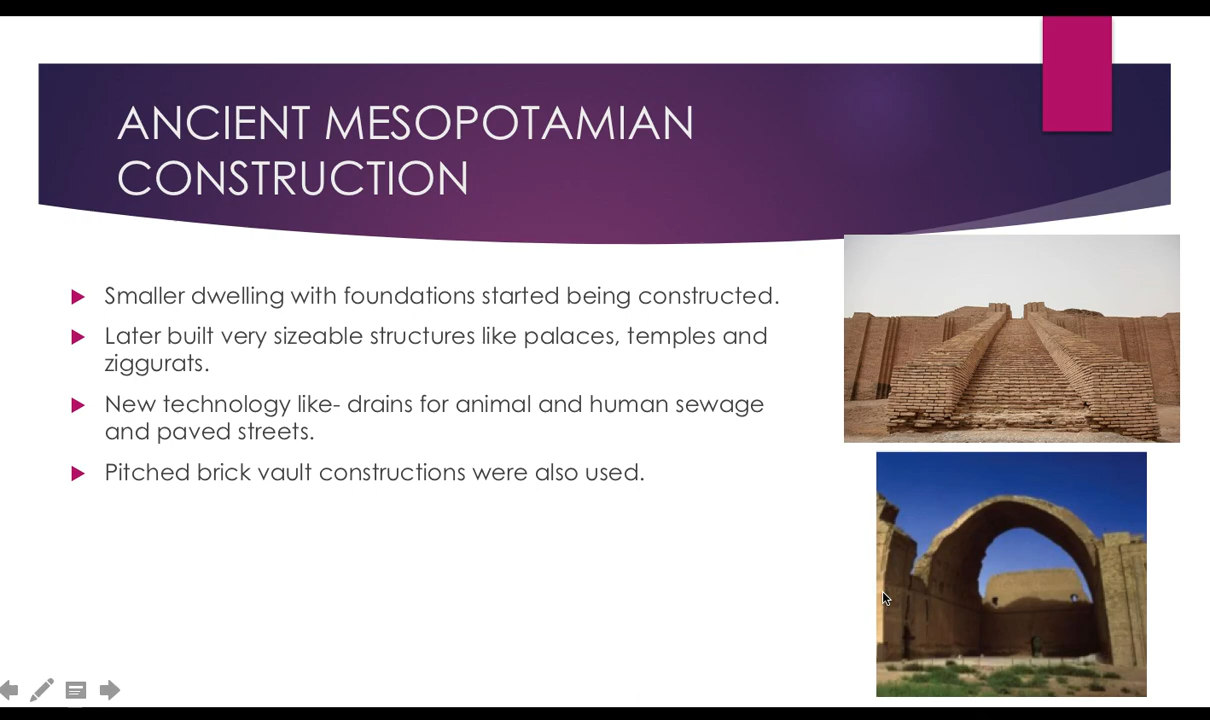 ANCIENT MESOPOTAMIAN
CONSTRUCTION
Smaller dwelling with foundations started being constructed.
Later built very sizeable structures like palaces, temples and
ziggurats.
New technology like- drains for animal and human sewage
and paved streets.
Pitched brick vault constructions were also used.